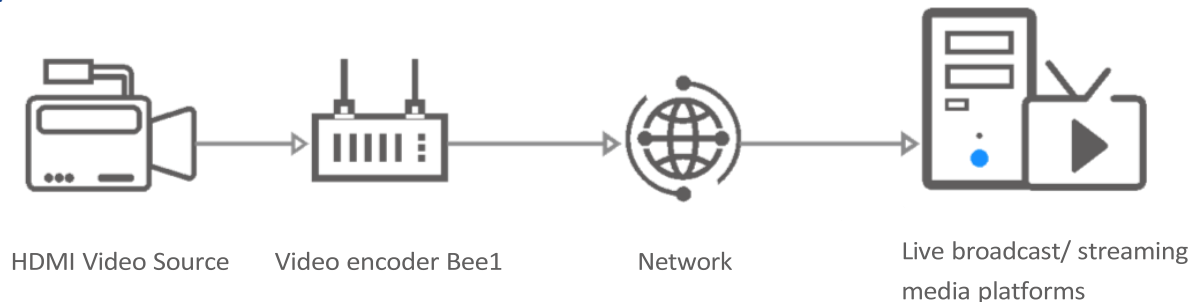 HDMI Video Source
Video encoder Bee1
Network
Live broadcast/ streaming
media platforms